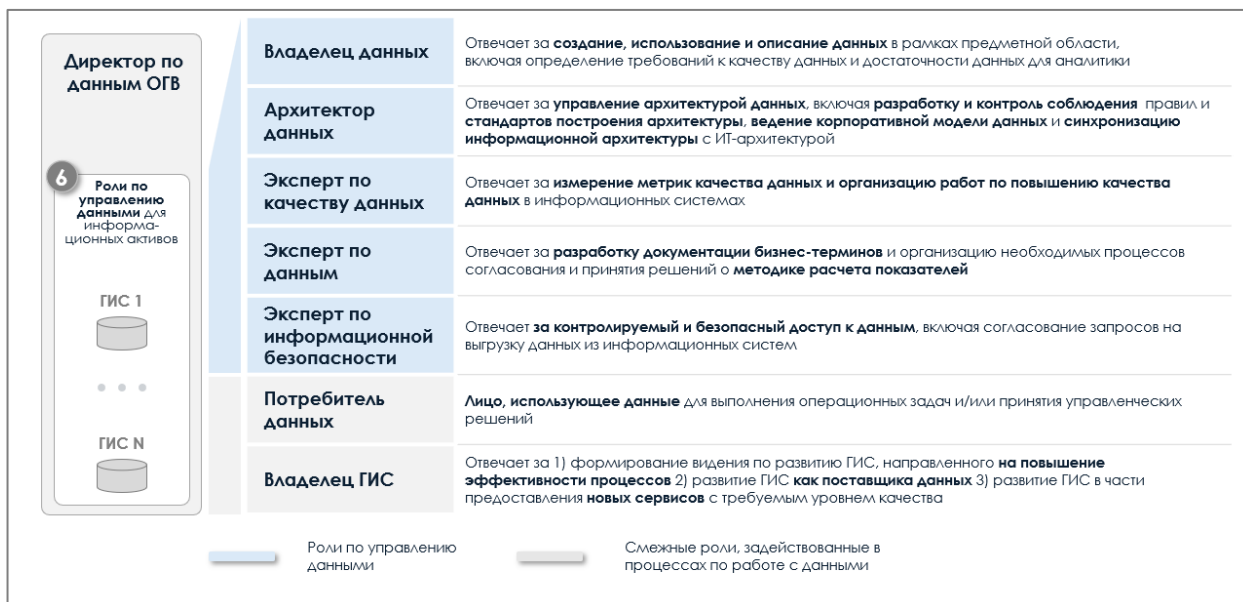 Директор по
данным ОГВ
6
Роли по
управлению
данными для
информа-
ционных активов
ГИС 1
ГИС N
Владелец данных
Отвечает за создание, использование и описание данных в рамках предметной области,
включая определение требований к качеству данных и достаточности данных для аналитики
Архитектор
данных
Отвечает за управление архитектурой данных, включая разработку и контроль соблюдения правил и
стандартов построения архитектуры, ведение корпоративной модели данных и синхронизацию
информационной архитектуры с ИТ-архитектурой
Эксперт по
качеству данных
Отвечает за измерение метрик качества данных и организацию работ по повышению качества
данных в информационных системах
Эксперт по
данным
Отвечает за разработку документации бизнес-терминов и организацию необходимых процессов
согласования и принятия решений о методике расчета показателей
Эксперт по
информационной
безопасности
Отвечает за контролируемый и безопасный доступ к данным, включая согласование запросов на
выгрузку данных из информационных систем
Потребитель
данных
Лицо, использующее данные для выполнения операционных задач и/или принятия управленческих
решений
Владелец ГИС
Отвечает за 1) формирование видения по развитию ГИС, направленного на повышение
эффективности процессов 2) развитие ГИС как поставщика данных 3) развитие ГИС в части
предоставления новых сервисов с требуемым уровнем качества
Роли по управлению
данными
Смежные роли, задействованные в
процессах по работе с данными